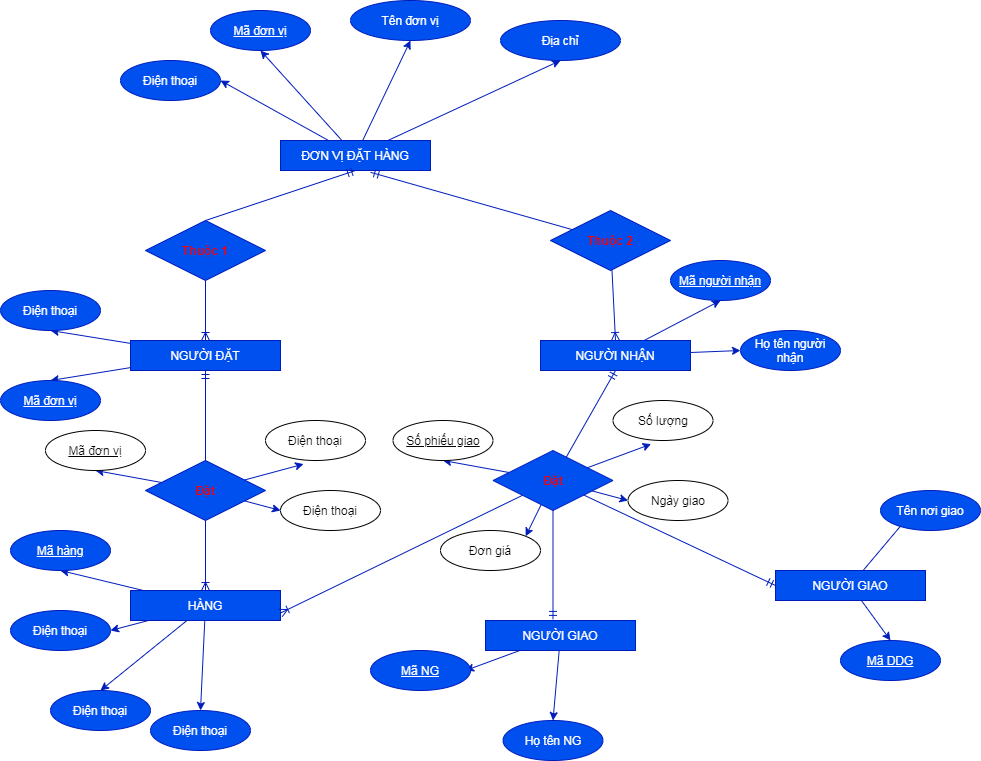 Tên đơn vị
Mã đơn vị
Địa chỉ
Điện thoại
ĐƠN VỊ ĐẶT HÀNG
Thuộc 1
Thuộc 2
Mã người nhận
Điện thoại
NGƯỜI ĐẶT
NGƯỜI NHẬN
Họ tên người
nhận
Mã đơn vị
Số lượng
Điện thoại
Số phiếu giao
Mã đơn vị
Đặt
Đặt
Ngày giao
Điện thoại
Tên nơi giao
Mã hàng
Đơn giá
NGƯỜI GIAO
HÀNG
Điện thoại
NGƯỜI GIAO
Mã NG
Mã DDG
Điện thoại
Điện thoại
Họ tên NG